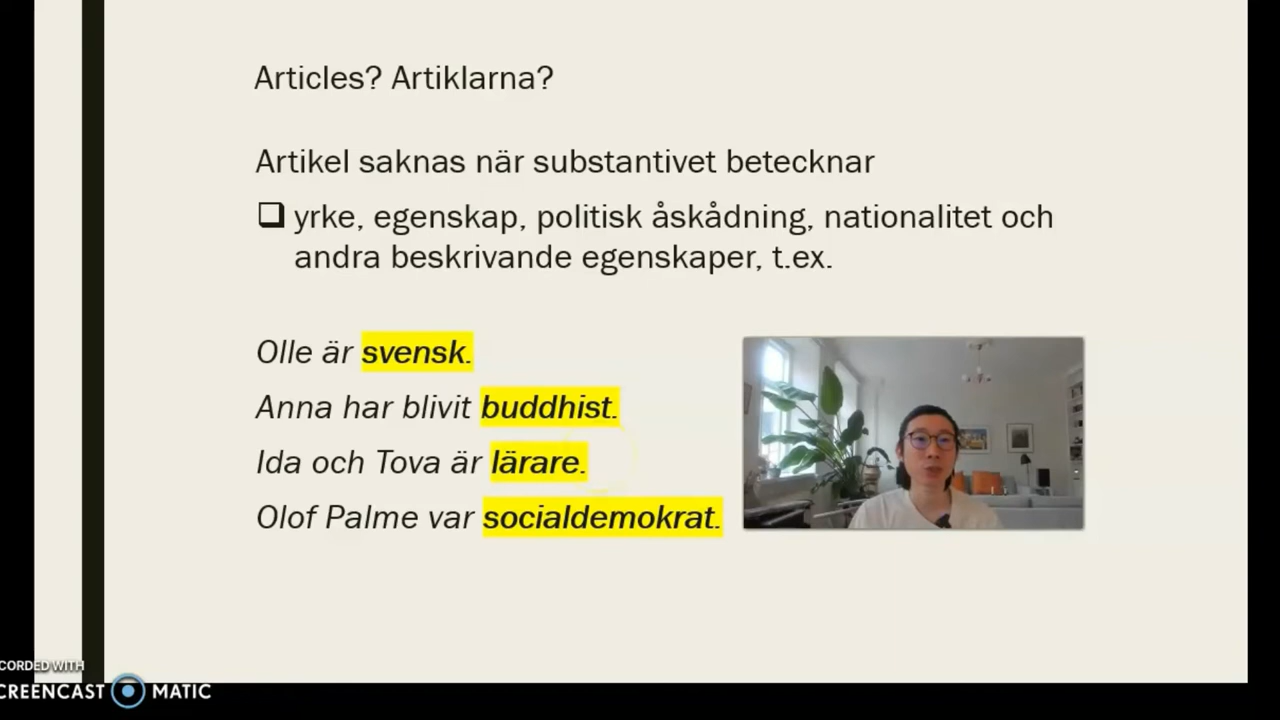 Articles? Artiklarna?
Artikel saknas när substantivet betecknar
yrke, egenskap, politisk åskådning, nationalitet och
andra beskrivande egenskaper, t.ex.
Olle är svensk.
Anna har blivit buddhist.
Ida och Tova är lärare.
Olof Palme var socialdemokrat.
CORDED WITH
CREENCAST MATIC